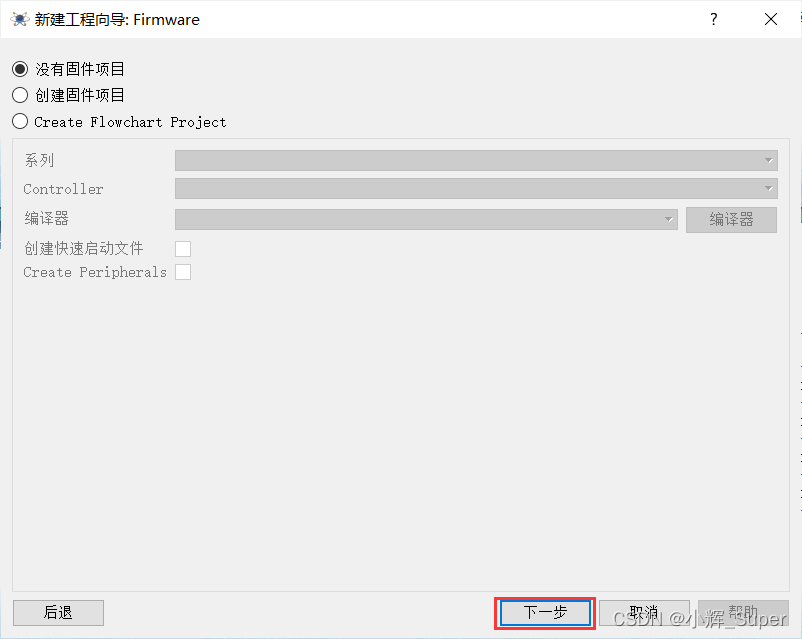 新建工程向导: Firmware ?
没有固件项目
创建固件项目
Create Flowchart Project
系列
Controller
编译器 编译器
创建快速启动文件
Create Peripherals
后退 下一步 取消 帮助
CSDN @小辉_Super